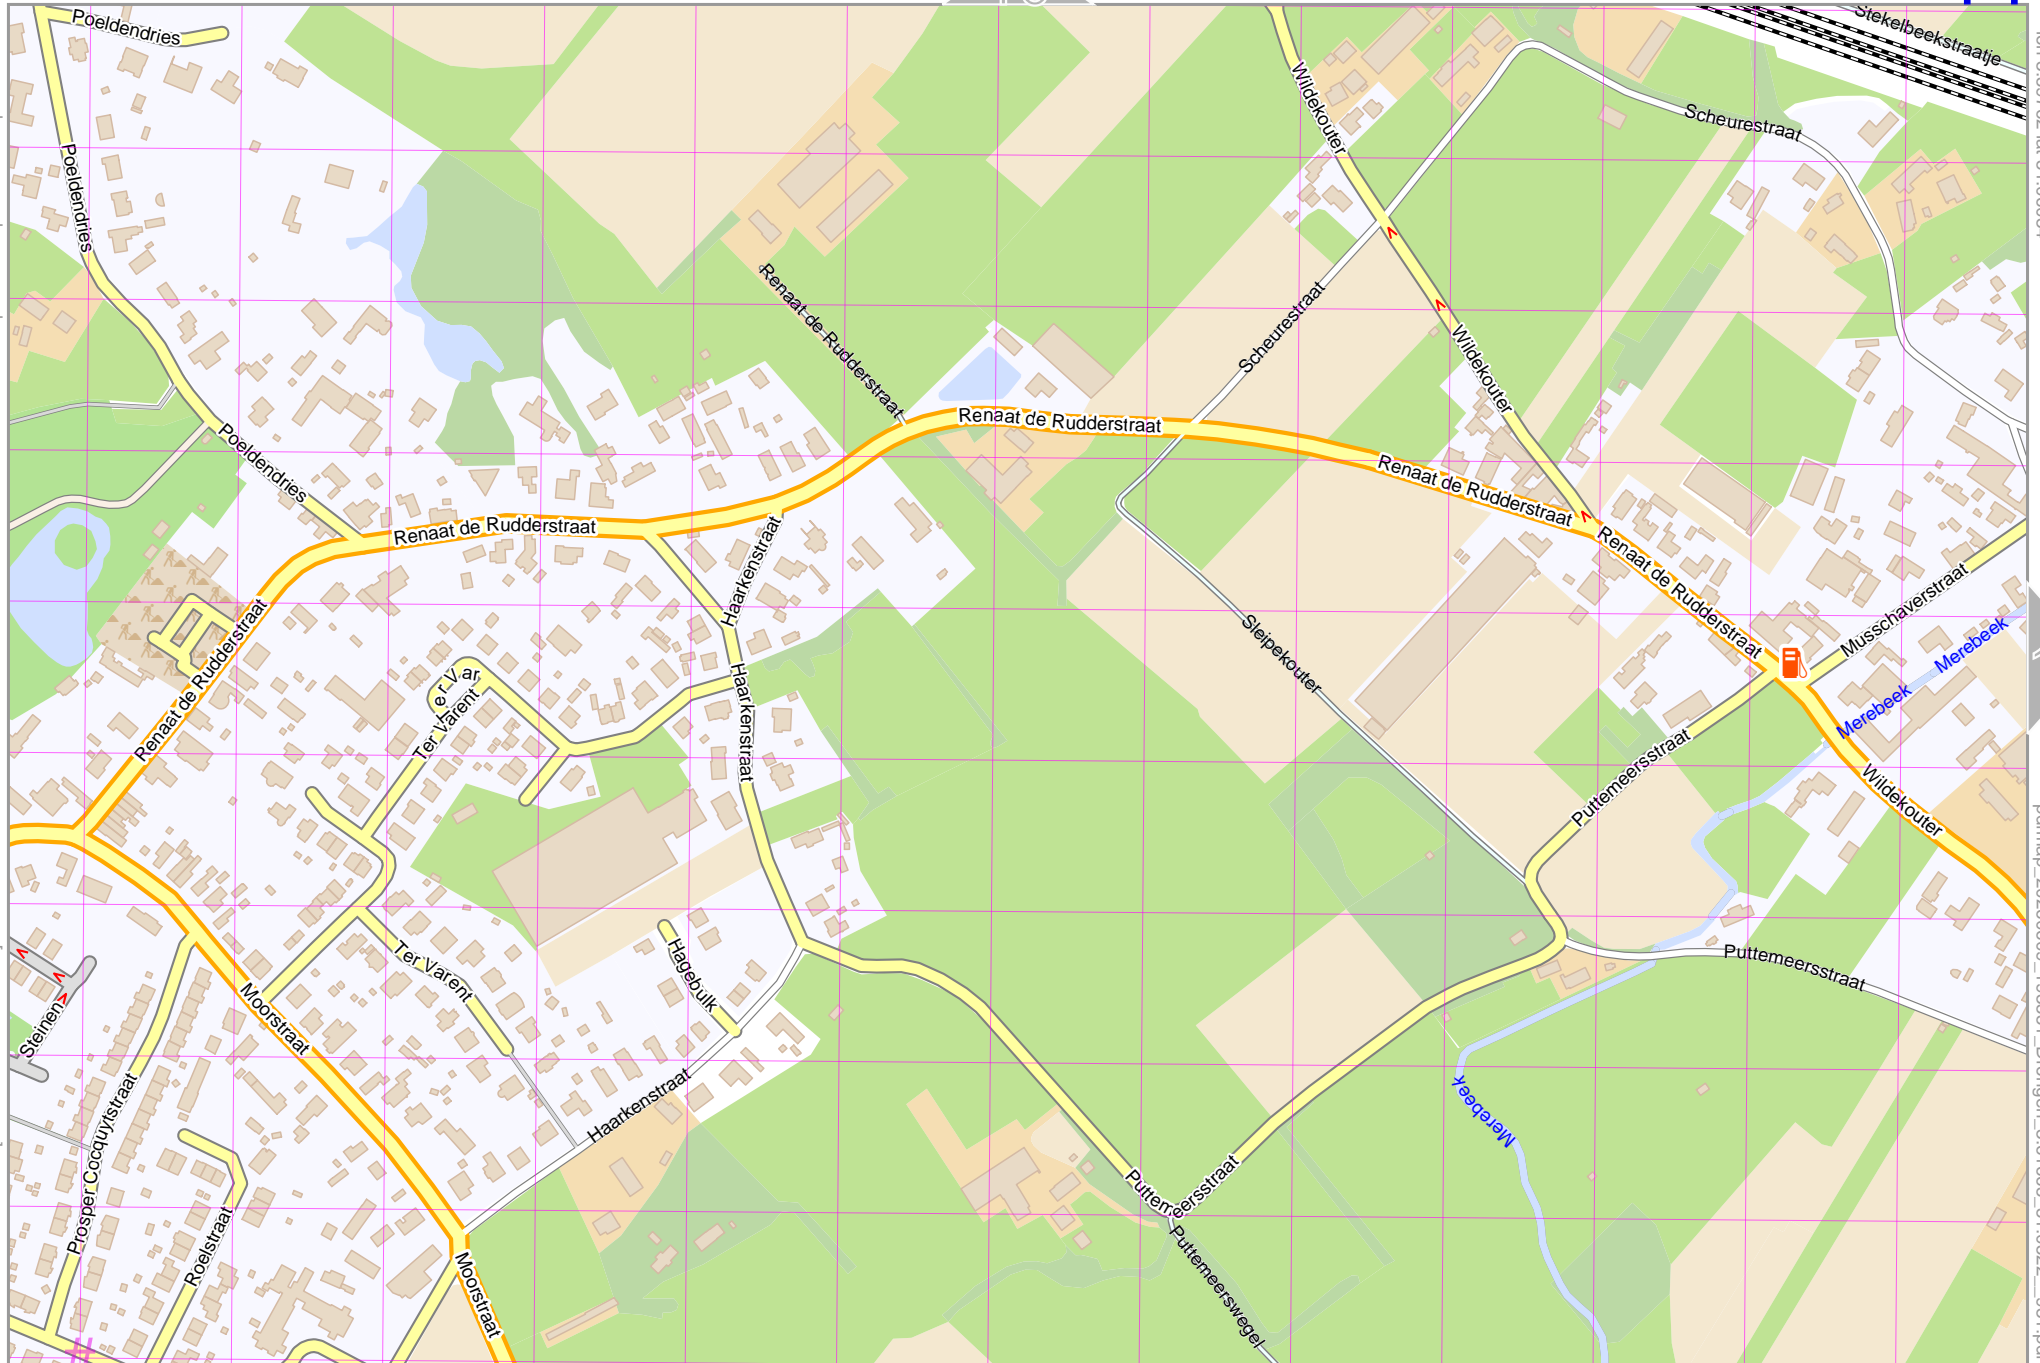 Poeldendries
Stekelbeekstraatje
Wildekouter
Scheurestraat
Poeldendries
Renaat de Rudderstraat
Scheurestraat
Wildekouter
Renaat de Rudderstraat
Poeldendries
Renaat de Rudderstraat
Renaat de Rudderstraat
Renaat de Rudderstraat
Haarkenstraat
Musschaverstraat
Renaat de Rudderstraat
Sleipekouter
Merebeek
Merebeek
Ter Varent
Haarkenstraat
Puttemeersstraat
Wildekouter
Ter Varent
Hagebulk
Puttemeersstraat
Moorstraat
Steinen
Haarkenstraat
Merebeek
Prosper Cocquytstraat
Puttemeersstraat
Roelstraat
Moorstraat
Puttemeerswegel